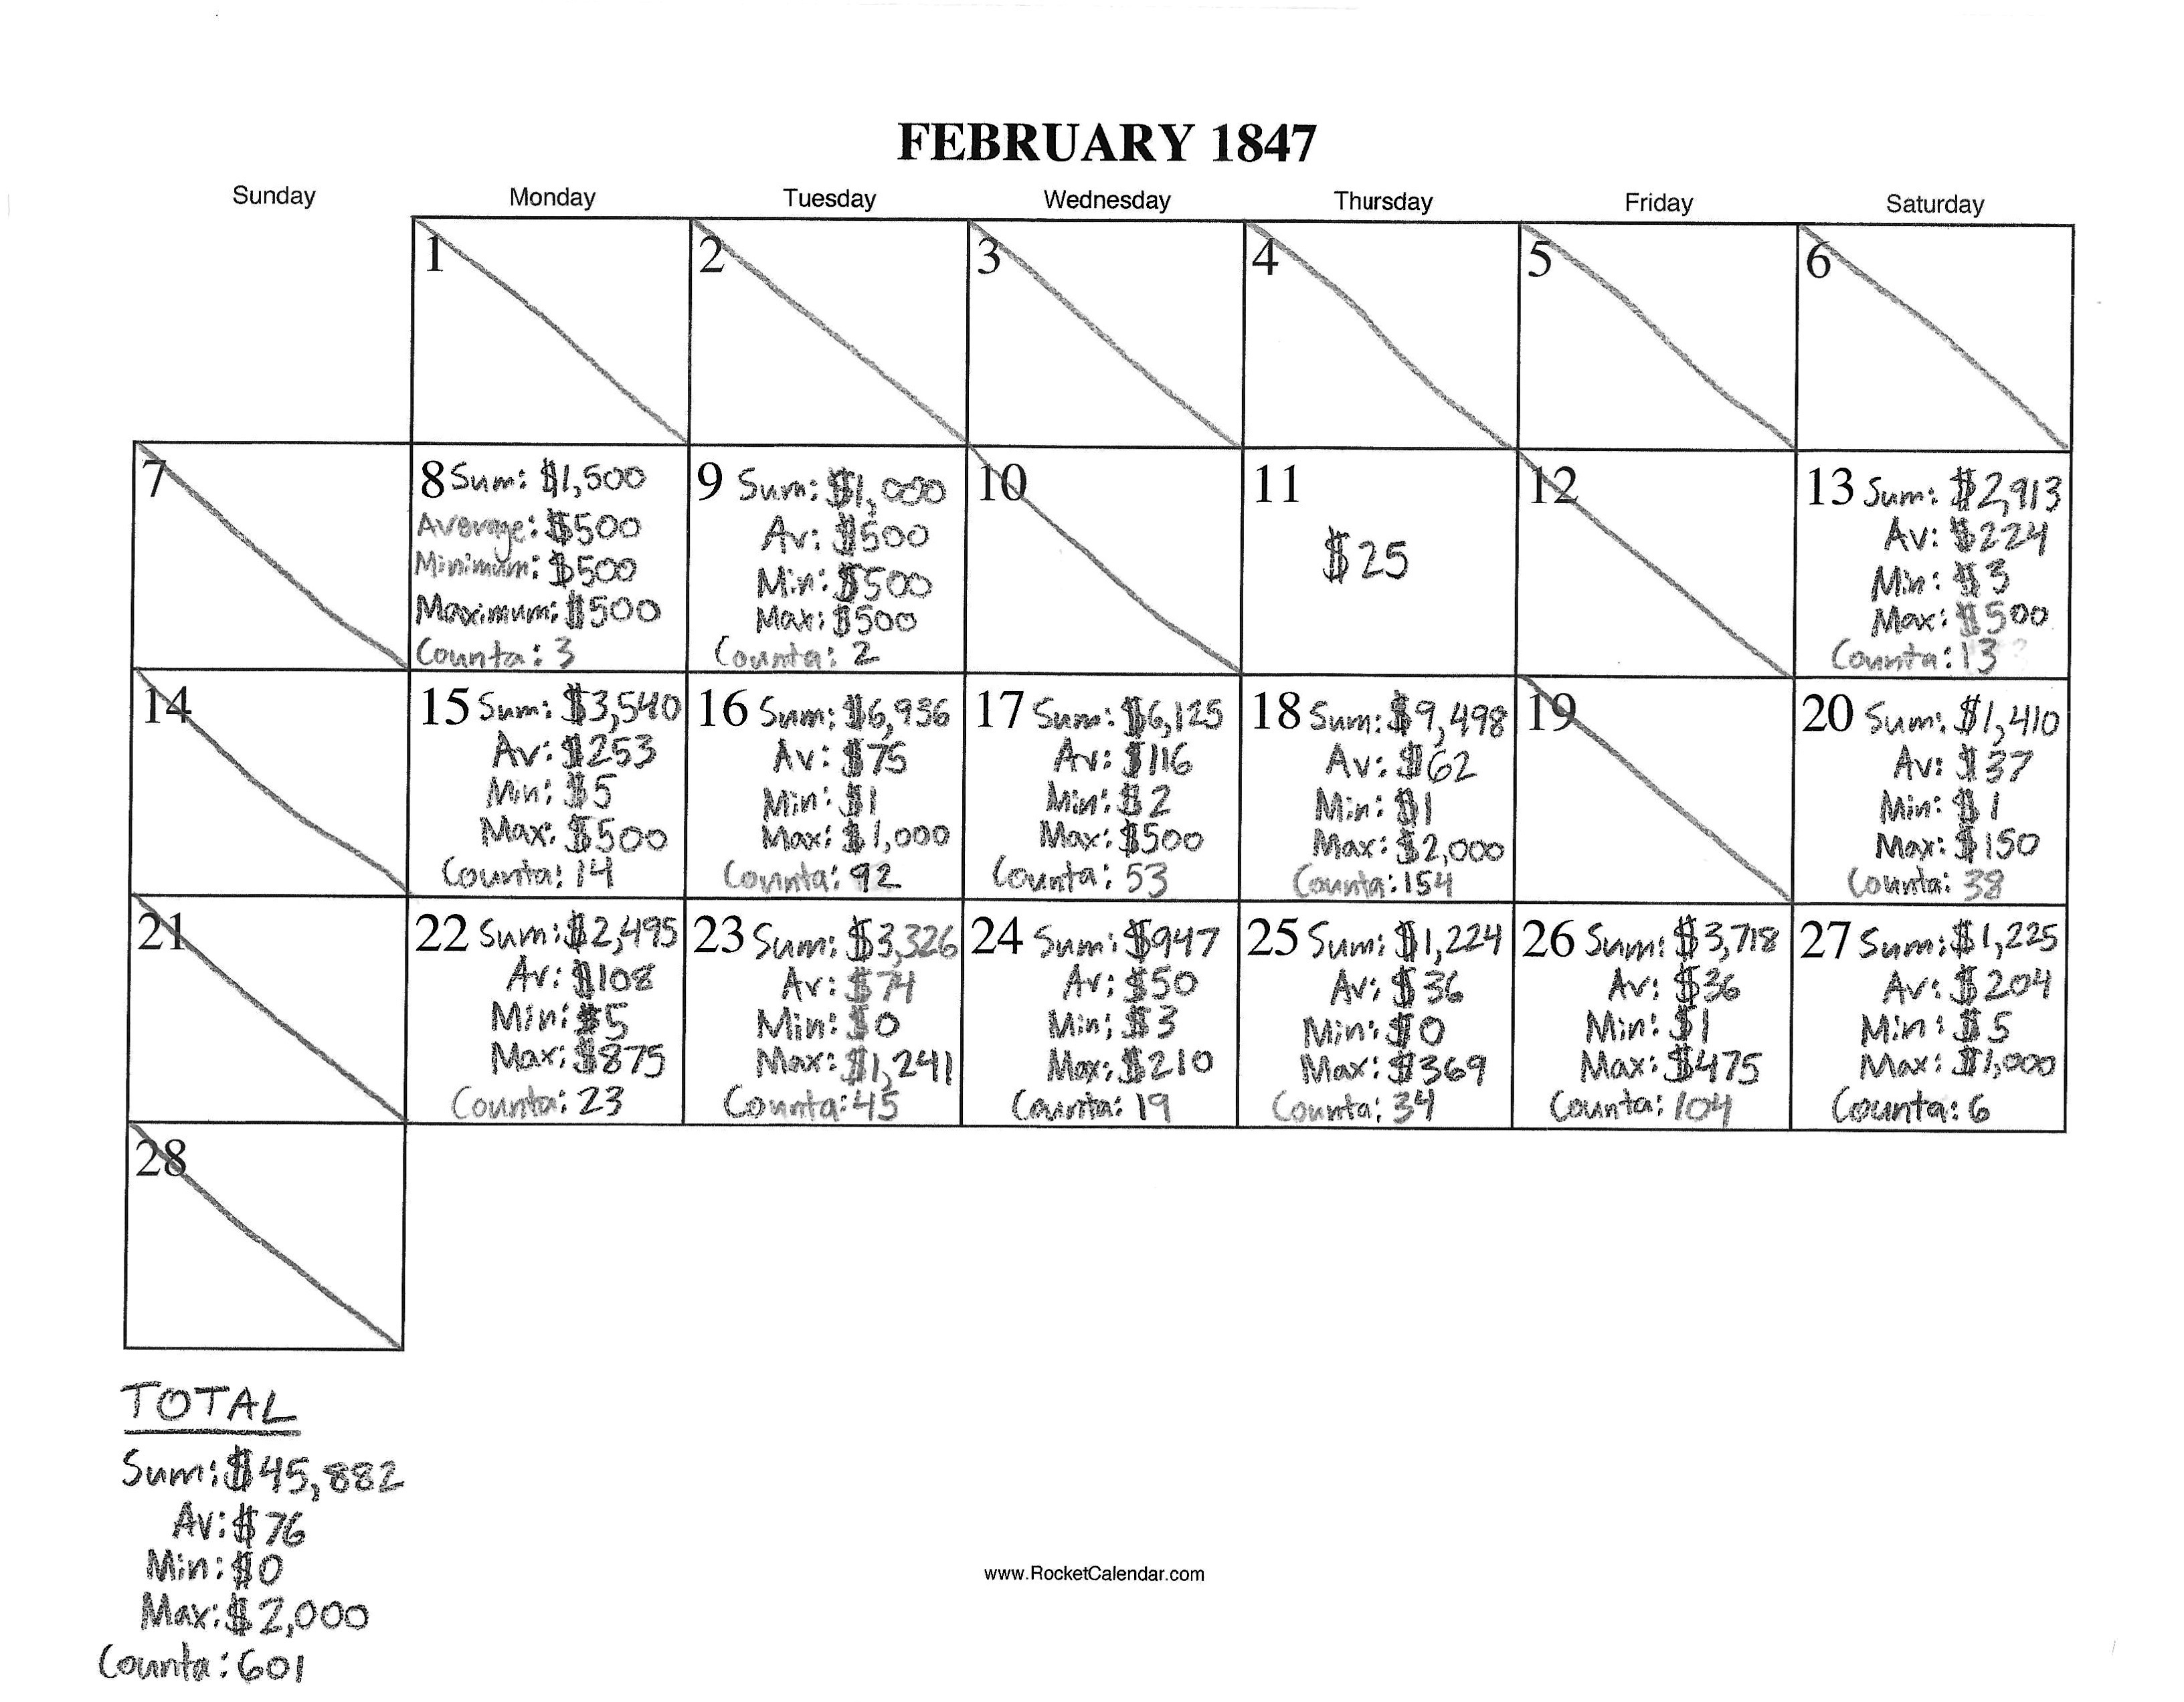 FEBRUARY 1847
Sunday Monday Tuesday Wednesday Thursday Friday Saturday
1
2
3
4
5
6
7
8 Sum: $1,500
Average: $500
Minimum: $500
Maximum: $500
Counta: 3
9 Sum: $1,000
Av: $500
Min: $500
Max: $500
Counta: 2
10
11
$25
12
13 Sum: $2,913
Av: $224
Min: $3
Max: $500
Counta: 13
14
15 Sum: $3,540
Av: $253
Min: $5
Max: $500
Counta: 14
16 Sum: $6,936
Av: $75
Min: $1
Max: $1,000
Counta: 92
17 Sum: $6,125
Av: $116
Min: $2
Max: $500
Counta: 53
18 Sum: $9,498
Av: $62
Min: $1
Max: $2,000
Counta: 154
19
20 Sum: $1,410
Av: $37
Min: $1
Max: $150
Counta: 38
21
22 Sum: $2,495
Av: $108
Min: $5
Max: $875
Counta: 23
23 Sum: $3,326
Av: $74
Min: $0
Max: $1,241
Counta: 45
24 Sum: $947
Av: $50
Min: $3
Max: $210
Counta: 19
25 Sum: $1,224
Av: $36
Min: $0
Max: $369
Counta: 34
26 Sum: $3,718
Av: $36
Min: $1
Max: $475
Counta: 104
27 Sum: $1,225
Av: $204
Min: $5
Max: $1,000
Counta: 6
28
TOTAL
Sum: $45,882
Av: $76
Min: $0
Max: $2,000
Counta: 601
www.RocketCalendar.com